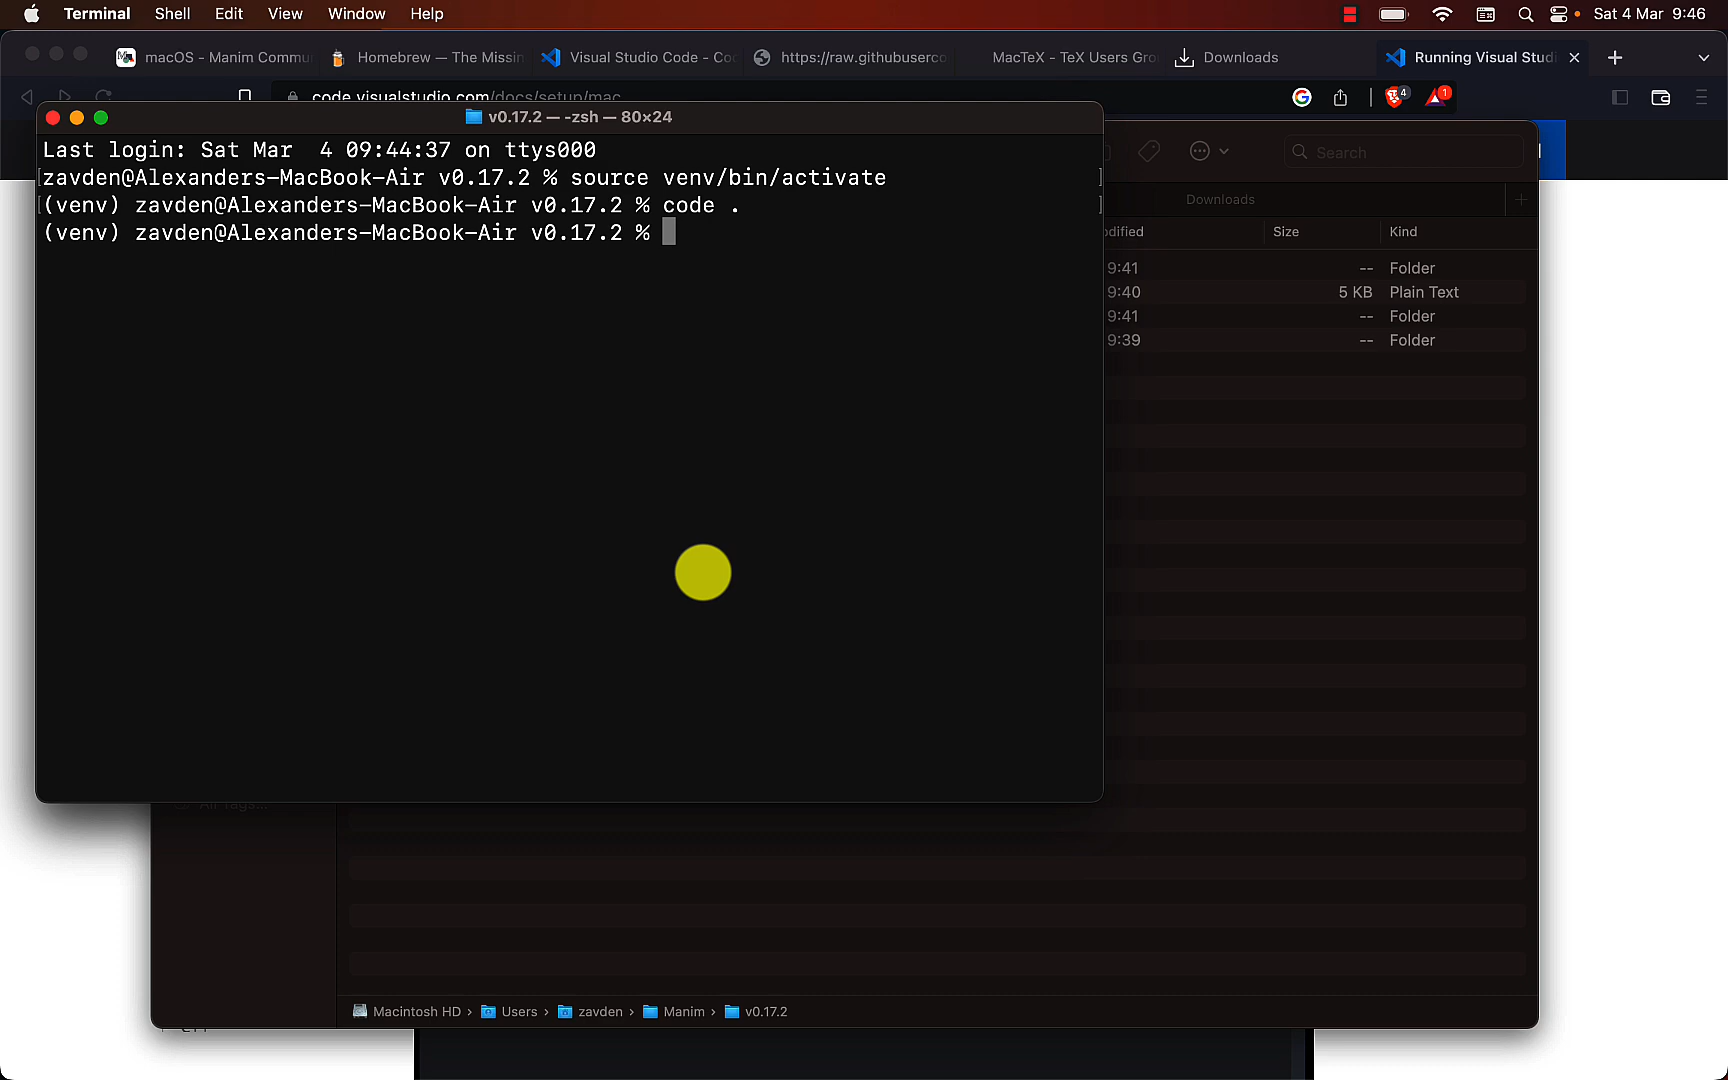 Terminal Shell Edit View Window Help Sat 4 Mar 9:46
macOS - Manim Commu Homebrew — The Missin Visual Studio Code - Co https://raw.githubuserco MacTeX - TeX Users Gro Downloads Running Visual Studi
code.visualstudio.com/docs/setup/mac 4 1
v0.17.2 — -zsh — 80×24
Last login: Sat Mar  4 09:44:37 on ttys000
zavden@Alexanders-MacBook-Air v0.17.2 % source venv/bin/activate
(venv) zavden@Alexanders-MacBook-Air v0.17.2 % code .
(venv) zavden@Alexanders-MacBook-Air v0.17.2 %
Search
Downloads
dified Size Kind
9:41 -- Folder
9:40 5 KB Plain Text
9:41 -- Folder
9:39 -- Folder
All Tags...
Macintosh HD › Users › zavden › Manim › v0.17.2